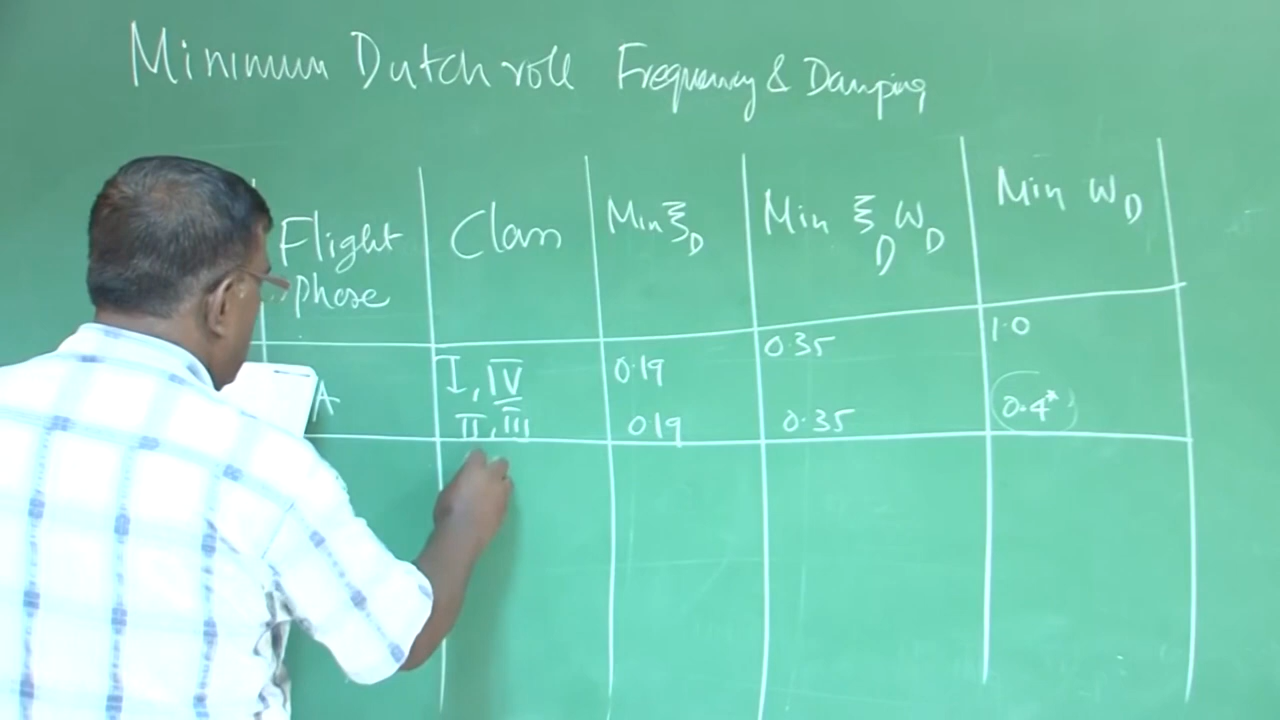 Minimum Dutch role Frequency & Damping
Flight phase
Class
Min ξD
Min ξD ωD
Min ωD
A
I, IV
0.19
0.35
1.0
II, III
0.19
0.35
0.4*